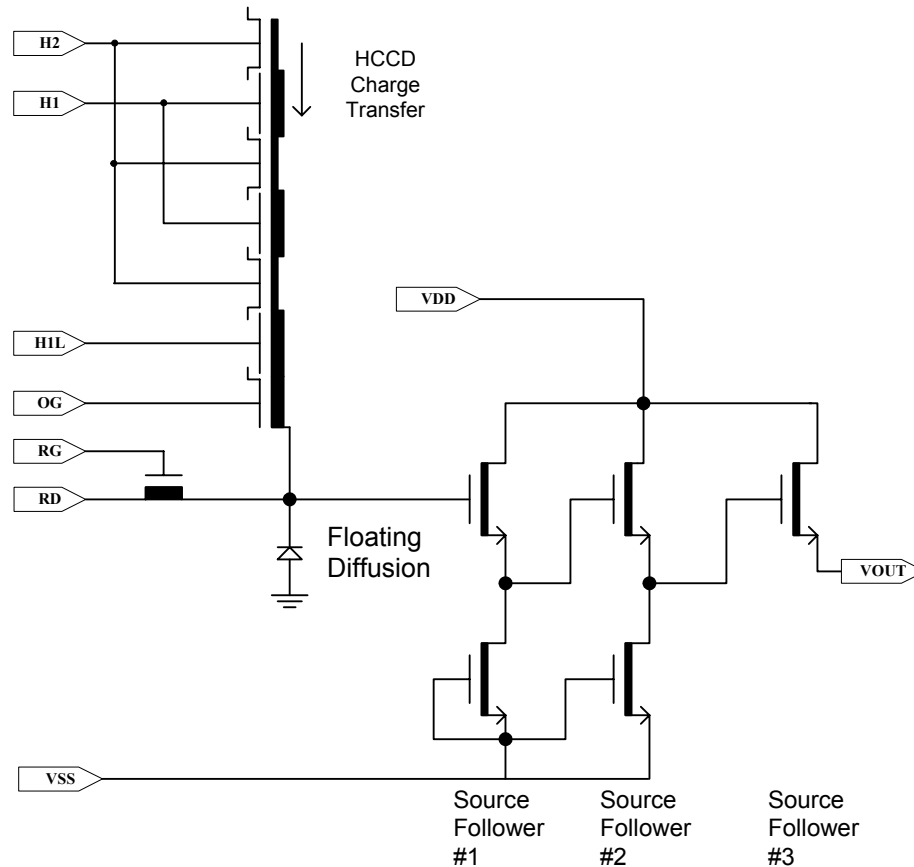 H2
HCCD
Charge
Transfer
H1
VDD
H1L
OG
RG
RD
Floating
Diffusion
VOUT
VSS
Source
Follower
#1
Source
Follower
#2
Source
Follower
#3